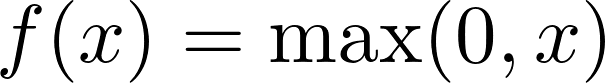 f(x) = max(0, x)